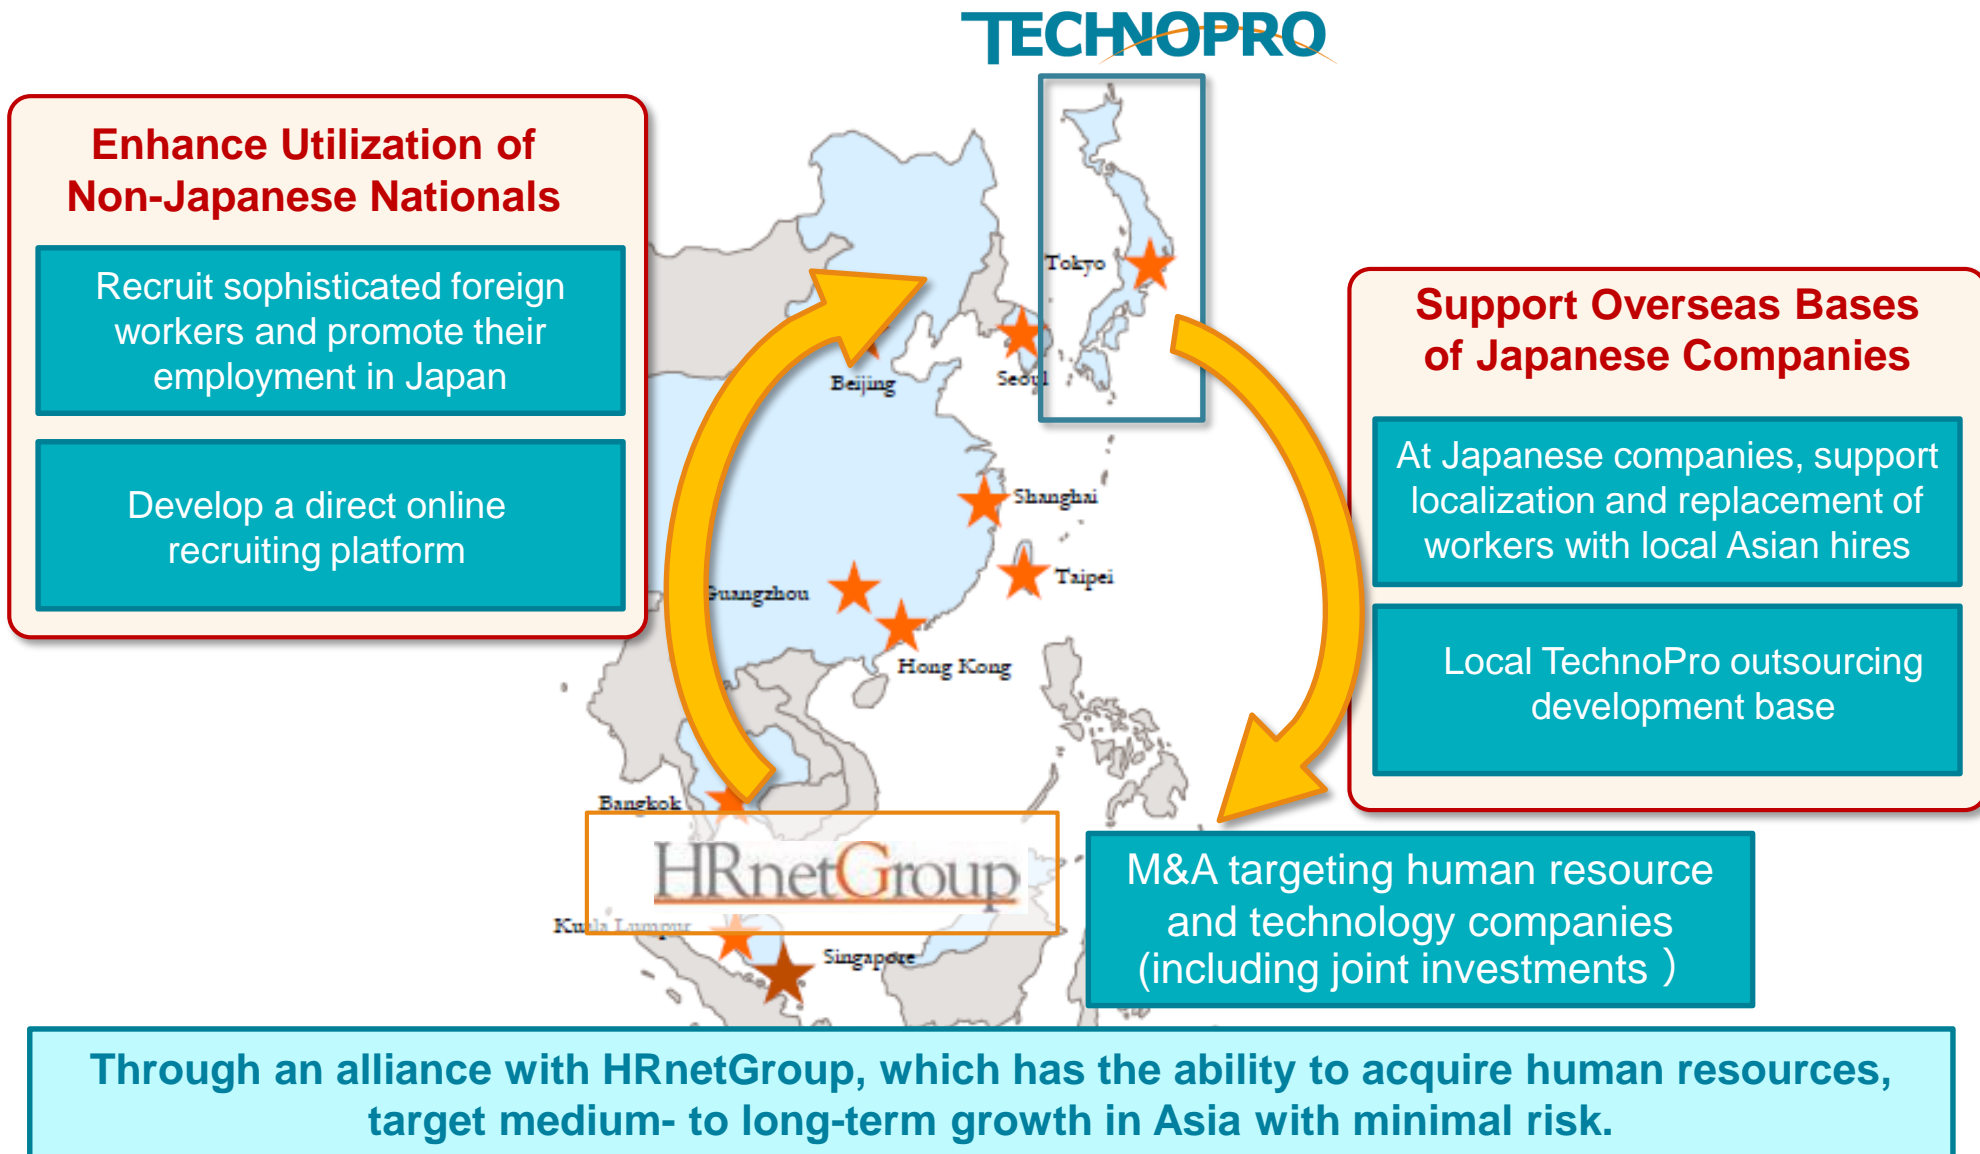 TECHNOPRO
Enhance Utilization of
Non-Japanese Nationals
Recruit sophisticated foreign
workers and promote their
employment in Japan
Develop a direct online
recruiting platform
Tokyo
Beijing
Seoul
Shanghai
Taipei
Guangzhou
Hong Kong
Bangkok
HRnetGroup
Kuala Lumpur
Singapore
Support Overseas Bases
of Japanese Companies
At Japanese companies, support
localization and replacement of
workers with local Asian hires
Local TechnoPro outsourcing
development base
M&A targeting human resource
and technology companies
(including joint investments）
Through an alliance with HRnetGroup, which has the ability to acquire human resources,
target medium- to long-term growth in Asia with minimal risk.